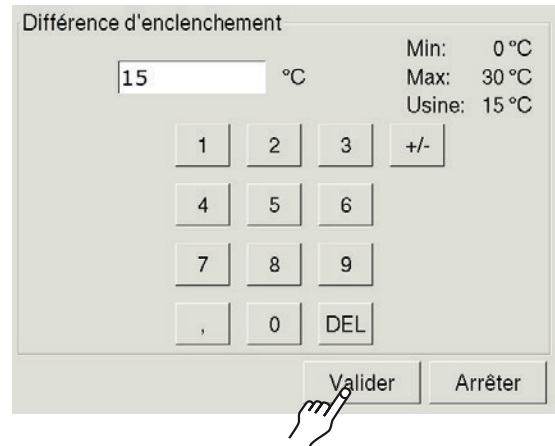 Différence d'enclenchement
Min: 0 °C
15 °C
Max: 30 °C
Usine: 15 °C
1 2 3 +/-
4 5 6
7 8 9
, 0 DEL
Valider Arrêter